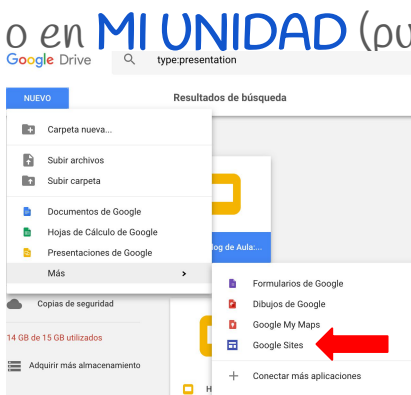 o en MI UNIDAD (pu
Google Drive
type:presentation
NUEVO
Resultados de búsqueda
Carpeta nueva...
Subir archivos
Subir carpeta
Documentos de Google
Hojas de Cálculo de Google
Presentaciones de Google
log de Aula:...
Más
Formularios de Google
Dibujos de Google
Google My Maps
Google Sites
Conectar más aplicaciones
Copias de seguridad
14 GB de 15 GB utilizados
Adquirir más almacenamiento
H